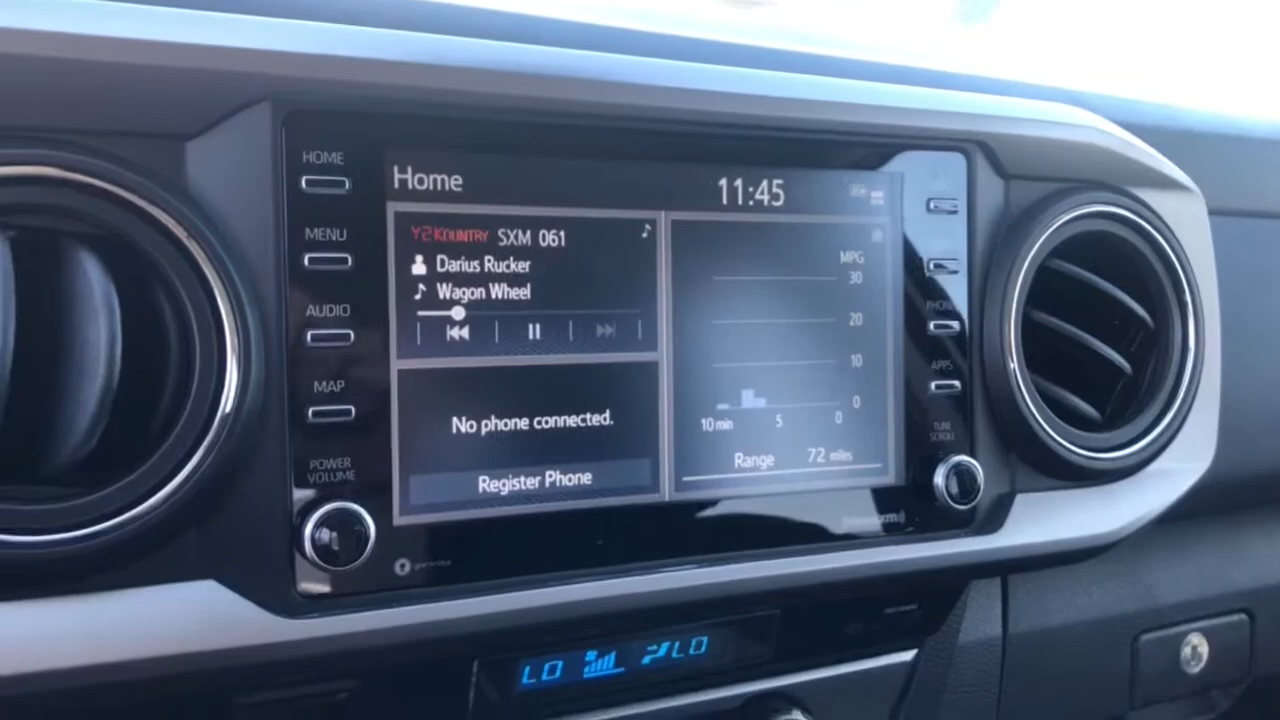 HOME
MENU
AUDIO
MAP
POWER
VOLUME
Home
11:45
Y2KOUNTRY SXM 061
Darius Rucker
Wagon Wheel
No phone connected.
Register Phone
MPG
30
20
10
0
10 min 5 0
Range 72 miles
PHONE
APPS
TUNE
SCROLL
LO LO